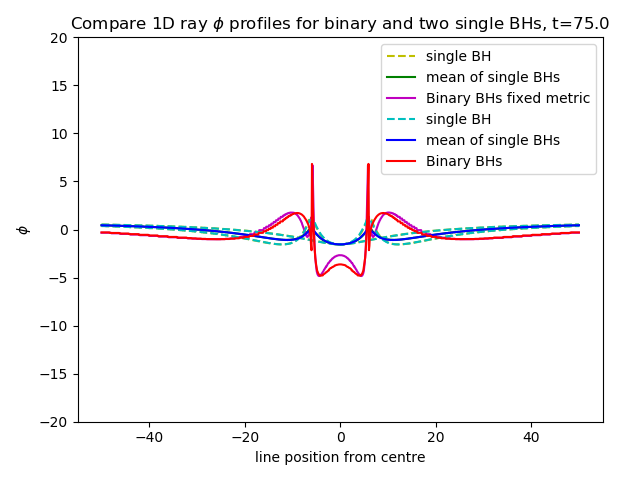 Compare 1D ray ϕ profiles for binary and two single BHs, t=75.0
20
15
10
5
0
−5
−10
−15
−20
ϕ
single BH
mean of single BHs
Binary BHs fixed metric
single BH
mean of single BHs
Binary BHs
−40
−20
0
20
40
line position from centre